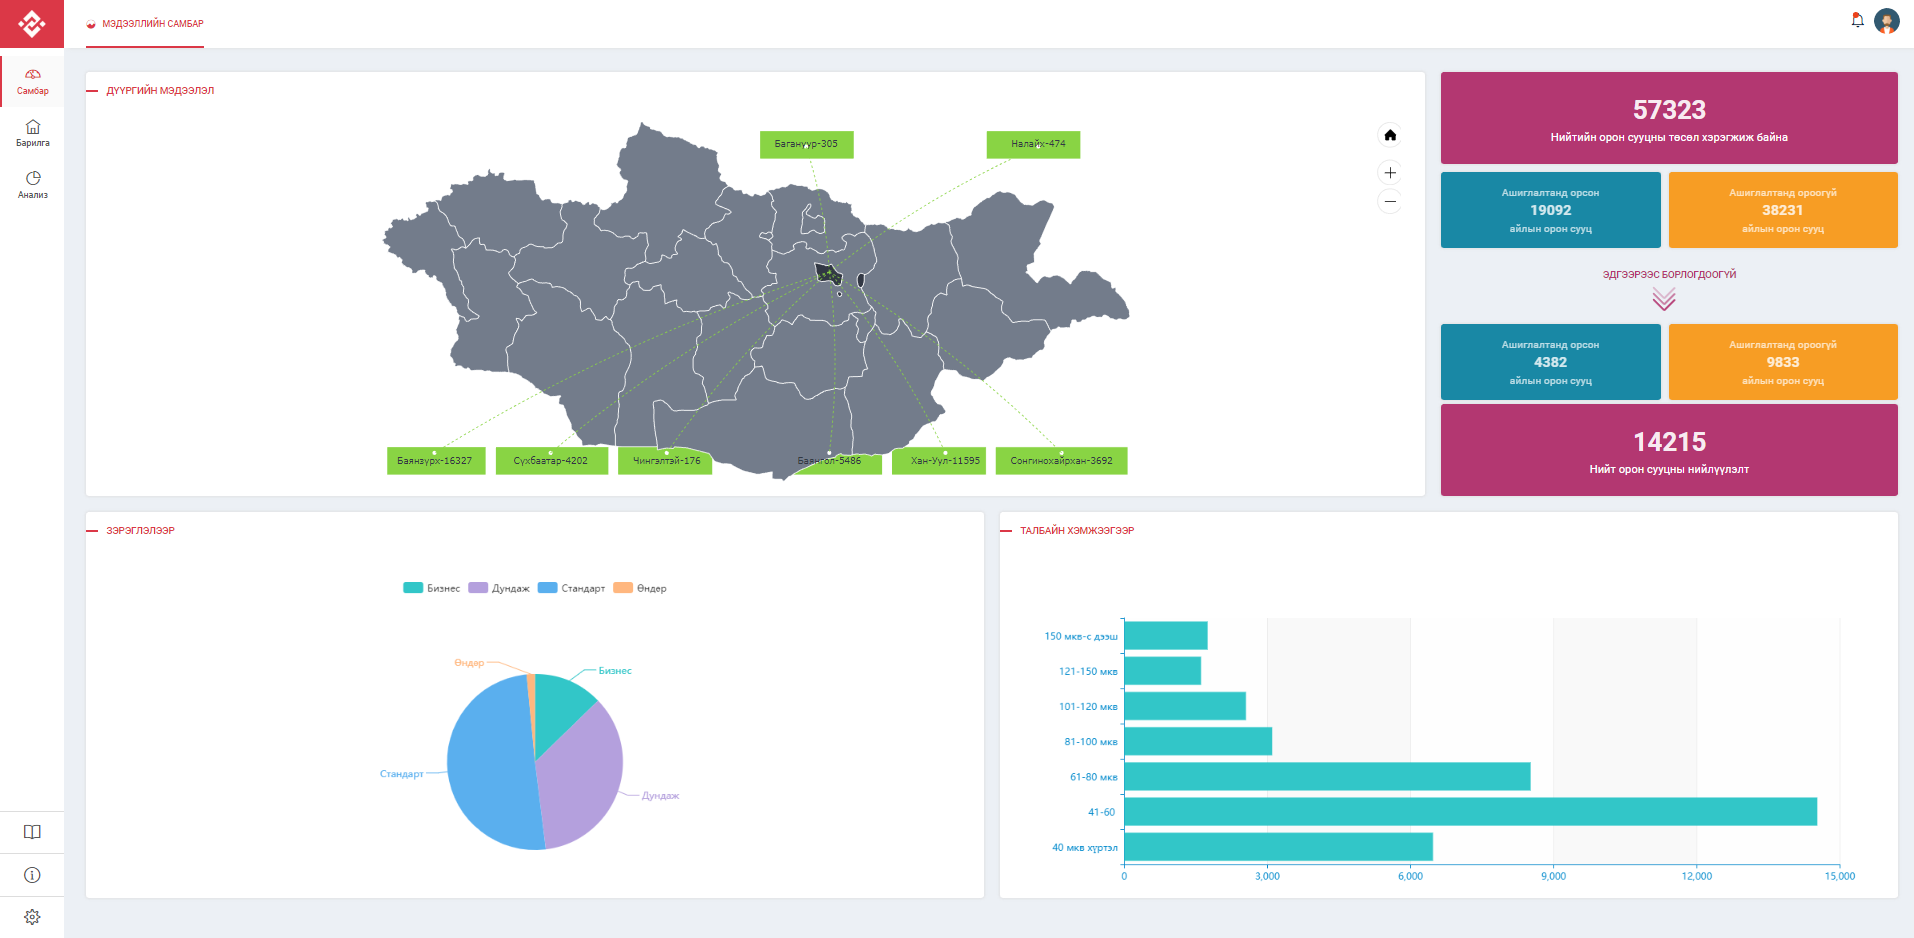 МЭДЭЭЛЛИЙН САМБАР
Самбар
Барилга
Анализ
ДҮҮРГИЙН МЭДЭЭЛЭЛ
Багануур-305
Налайх-474
Баянзүрх-16327
Сүхбаатар-4202
Чингэлтэй-176
Баянгол-5486
Хан-Уул-11595
Сонгинохайрхан-3692
57323
Нийтийн орон сууцны төсөл хэрэгжиж байна
Ашиглалтанд орсон
19092
айлын орон сууц
Ашиглалтанд ороогүй
38231
айлын орон сууц
ЭДГЭЭРЭЭС БОРЛОГДООГҮЙ
Ашиглалтанд орсон
4382
айлын орон сууц
Ашиглалтанд ороогүй
9833
айлын орон сууц
14215
Нийт орон сууцны нийлүүлэлт
ЗЭРЭГЛЭЛЭЭР
Бизнес
Дундаж
Стандарт
Өндөр
Өндөр
Бизнес
Стандарт
Дундаж
ТАЛБАЙН ХЭМЖЭЭГЭЭР
150 мкв-с дээш
121-150 мкв
101-120 мкв
81-100 мкв
61-80 мкв
41-60
40 мкв хүртэл
0
3,000
6,000
9,000
12,000
15,000